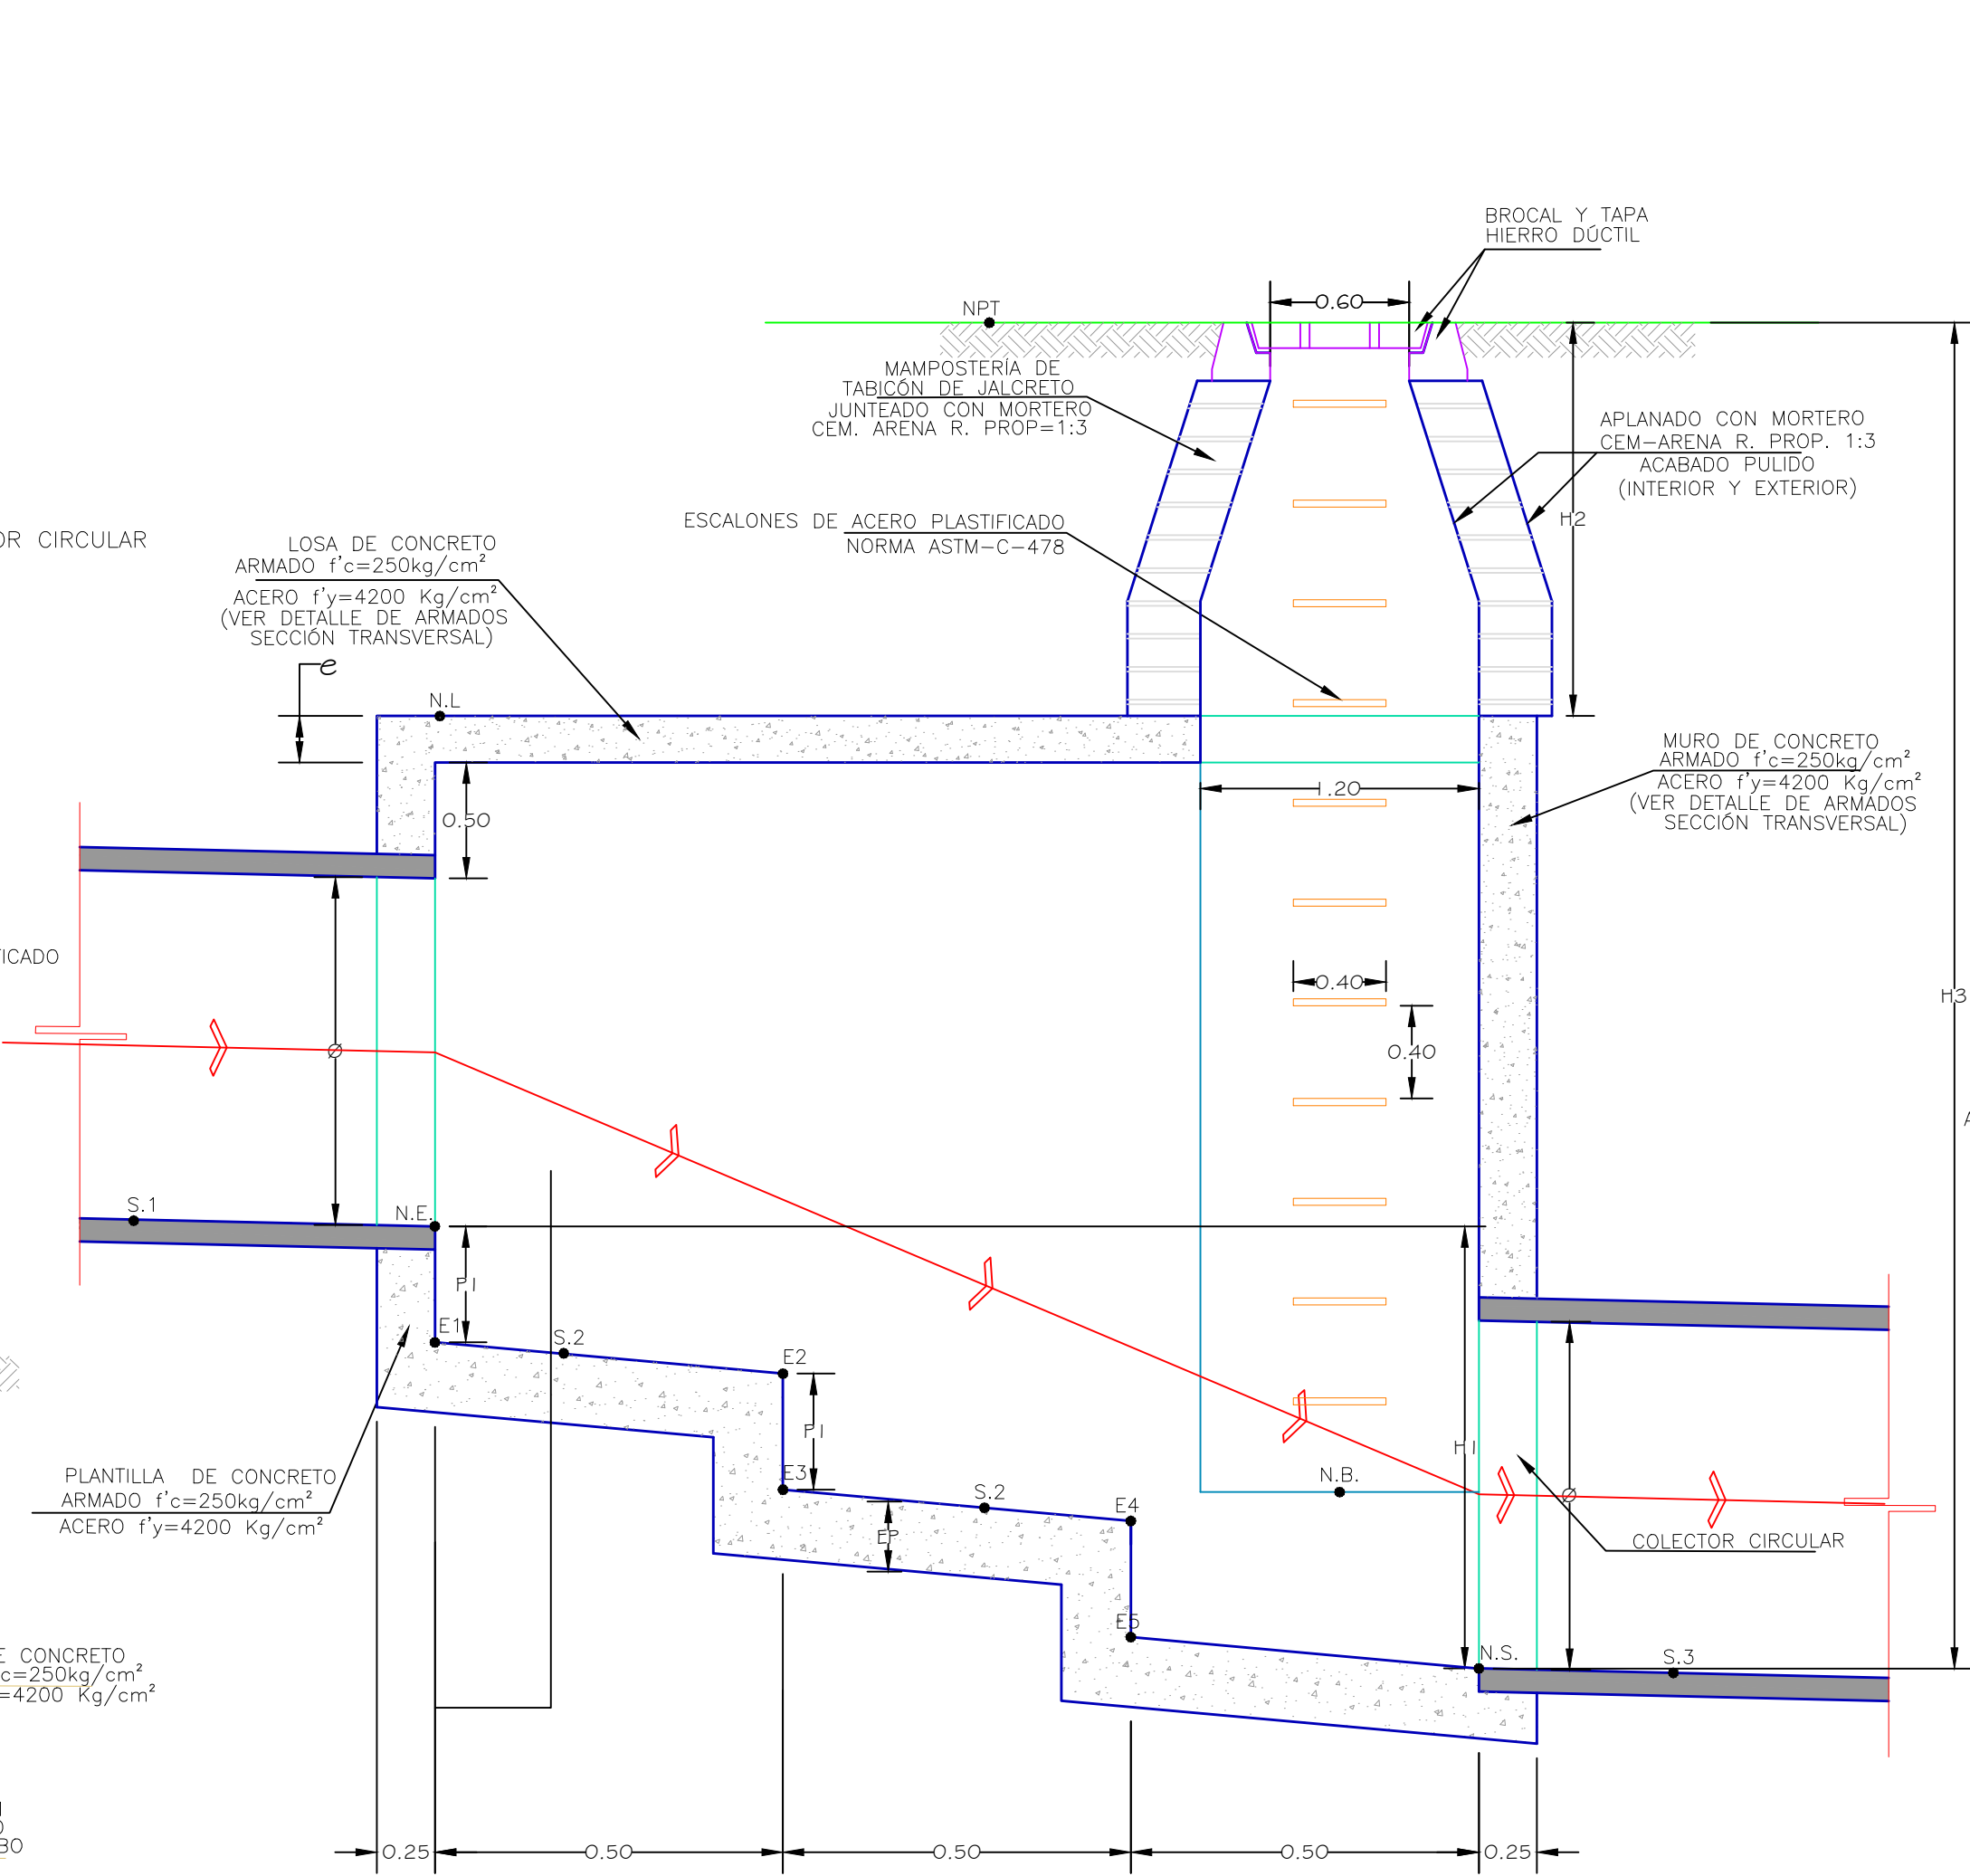 BROCAL Y TAPA
HIERRO DÚCTIL
0.60
NPT
MAMPOSTERÍA DE
TABICÓN DE JALCRETO
JUNTEADO CON MORTERO
CEM. ARENA R. PROP=1:3
APLANADO CON MORTERO
CEM-ARENA R. PROP. 1:3
ACABADO PULIDO
(INTERIOR Y EXTERIOR)
H2
ESCALONES DE ACERO PLASTIFICADO
NORMA ASTM-C-478
OR CIRCULAR
LOSA DE CONCRETO
ARMADO f'c=250kg/cm²
ACERO f'y=4200 Kg/cm²
(VER DETALLE DE ARMADOS
SECCIÓN TRANSVERSAL)
e
N.L
MURO DE CONCRETO
ARMADO f'c=250kg/cm²
ACERO f'y=4200 Kg/cm²
(VER DETALLE DE ARMADOS
SECCIÓN TRANSVERSAL)
1.20
0.50
ICADO
0.40
H3
0.40
Ø
S.1
N.E.
P1
E1
S.2
E2
P1
H1
E3
N.B.
S.2
E4
Ø
EP
COLECTOR CIRCULAR
PLANTILLA DE CONCRETO
ARMADO f'c=250kg/cm²
ACERO f'y=4200 Kg/cm²
E5
N.S.
S.3
E CONCRETO
c=250kg/cm²
=4200 Kg/cm²
BO
0.25
0.50
0.50
0.50
0.25